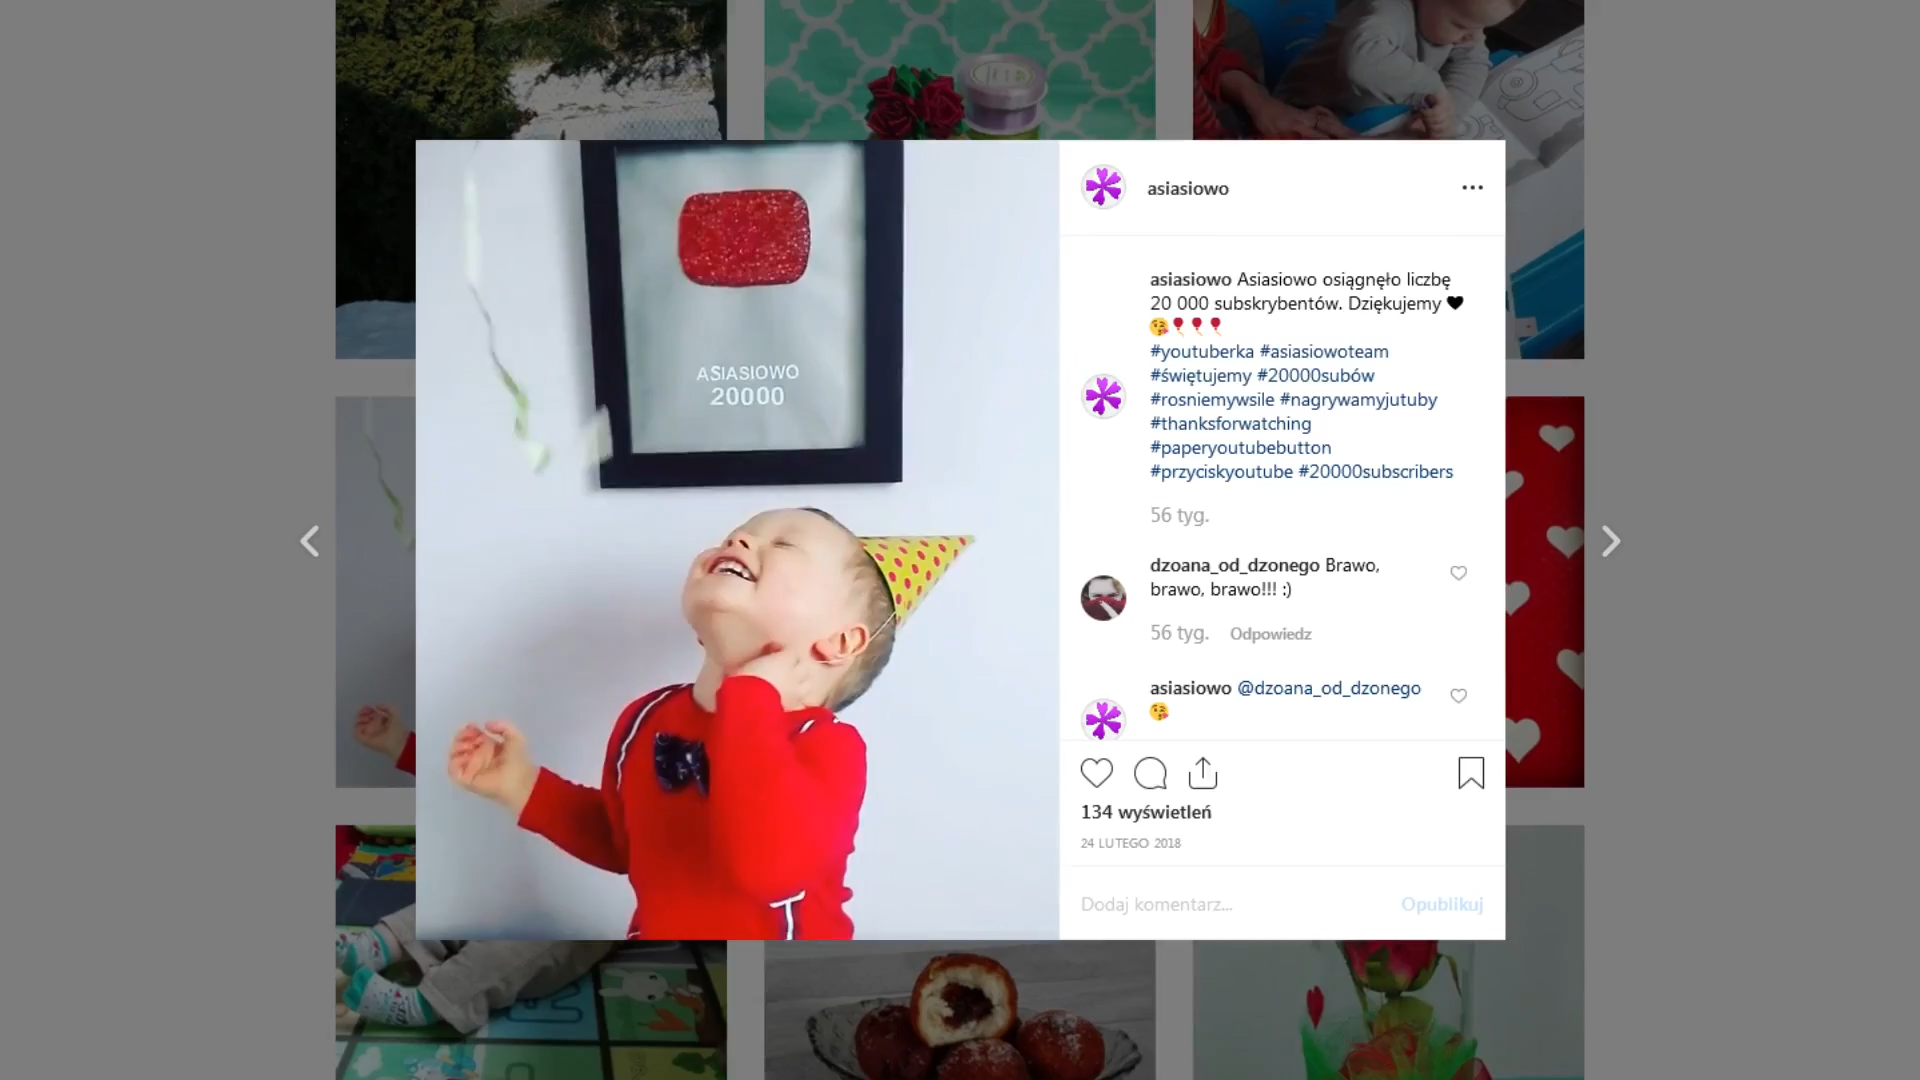 ASIASIOWO
20000
asiasiowo
asiasiowo Asiasiowo osiągnęło liczbę
20 000 subskrybentów. Dziękujemy 🖤
😘🎈🎈🎈
#youtuberka #asiasiowoteam
#świętujemy #20000subów
#rosniemywsile #nagrywamyjutuby
#thanksforwatching
#paperyoutubebutton
#przyciskyoutube #20000subscribers
56 tyg.
dzoana_od_dzonego Brawo,
brawo, brawo!!! :)
56 tyg. Odpowiedz
asiasiowo @dzoana_od_dzonego
😘
134 wyświetleń
24 LUTEGO 2018
Dodaj komentarz... Opublikuj